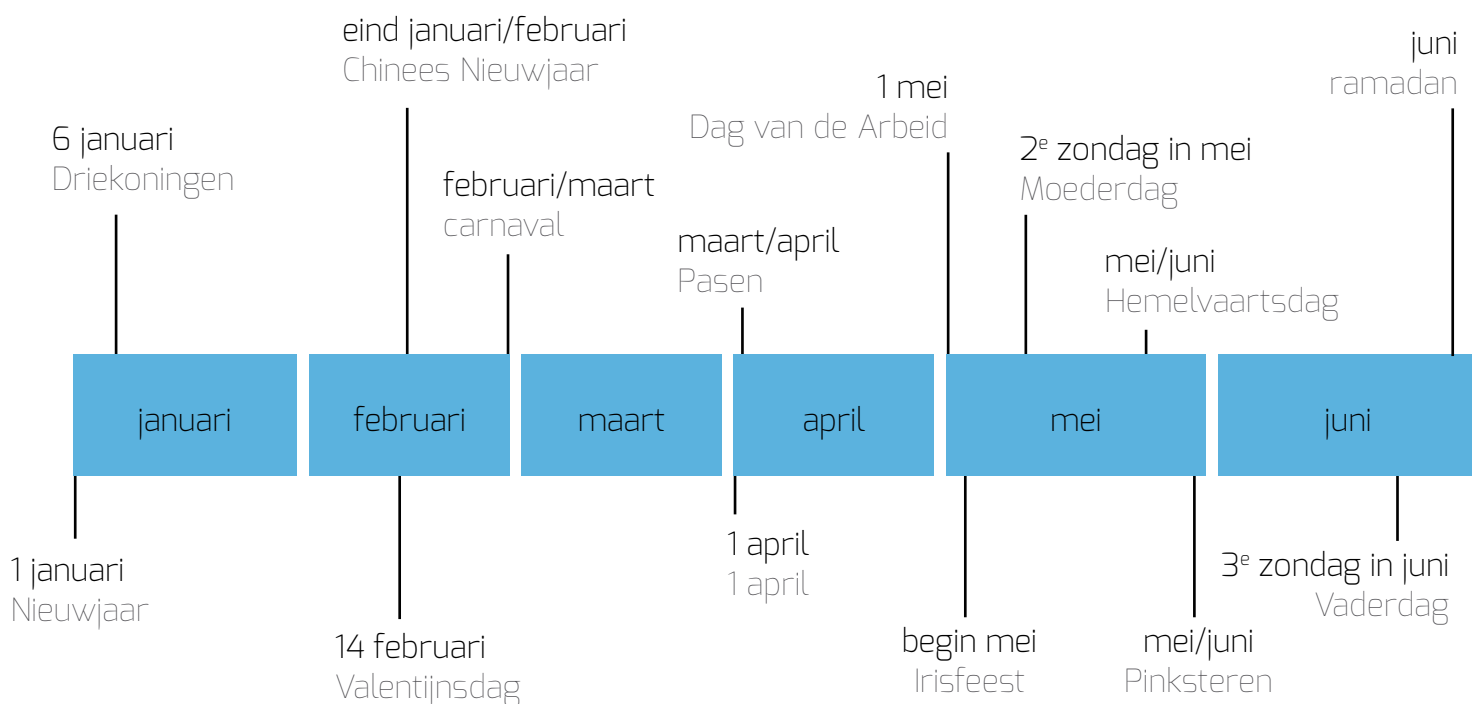 eind januari/februari
Chinees Nieuwjaar
juni
ramadan
1 mei
Dag van de Arbeid
6 januari
Driekoningen
2e zondag in mei
Moederdag
februari/maart
carnaval
maart/april
Pasen
mei/juni
Hemelvaartsdag
januari
februari
maart
april
mei
juni
1 januari
Nieuwjaar
1 april
1 april
3e zondag in juni
Vaderdag
14 februari
Valentijnsdag
begin mei
Irisfeest
mei/juni
Pinksteren